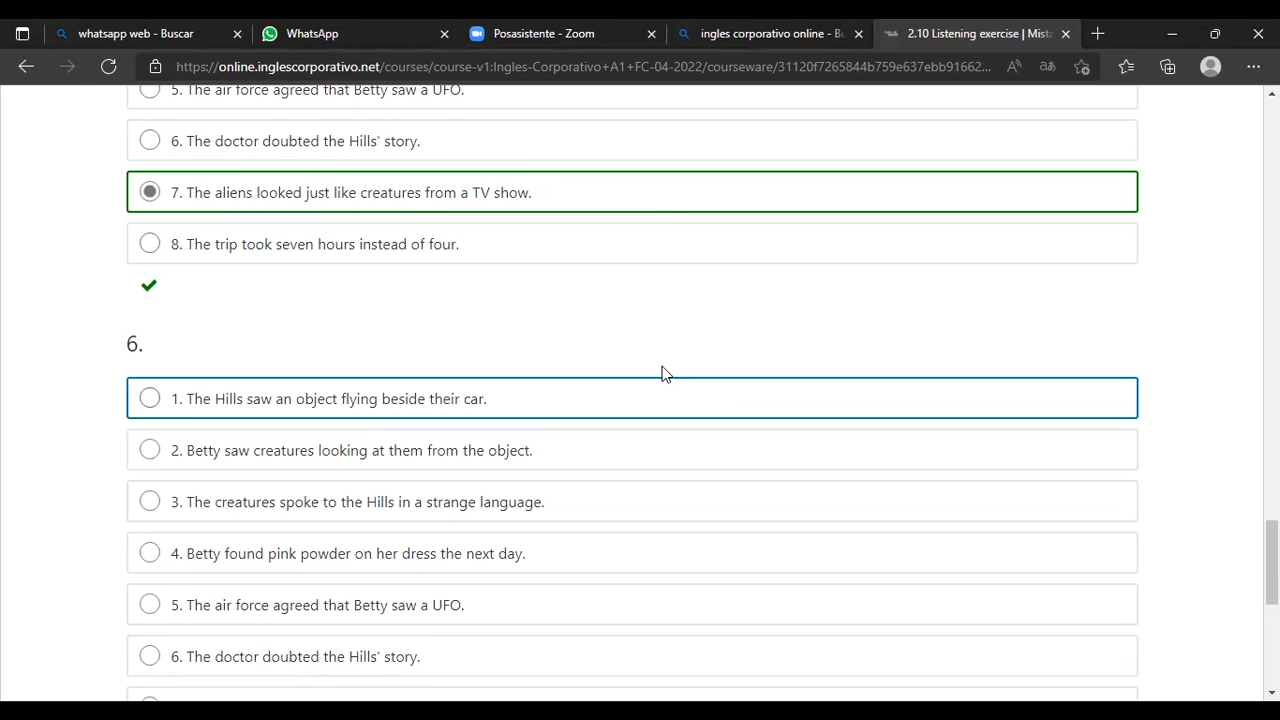 whatsapp web - Buscar
WhatsApp
Posasistente - Zoom
ingles corporativo online - Bu
2.10 Listening exercise | Mista
https://online.inglescorporativo.net/courses/course-v1:Ingles-Corporativo+A1+FC-04-2022/courseware/31120f7265844b759e637ebb91662...
5. The air force agreed that Betty saw a UFO.
6. The doctor doubted the Hills' story.
7. The aliens looked just like creatures from a TV show.
8. The trip took seven hours instead of four.
6.
1. The Hills saw an object flying beside their car.
2. Betty saw creatures looking at them from the object.
3. The creatures spoke to the Hills in a strange language.
4. Betty found pink powder on her dress the next day.
5. The air force agreed that Betty saw a UFO.
6. The doctor doubted the Hills' story.